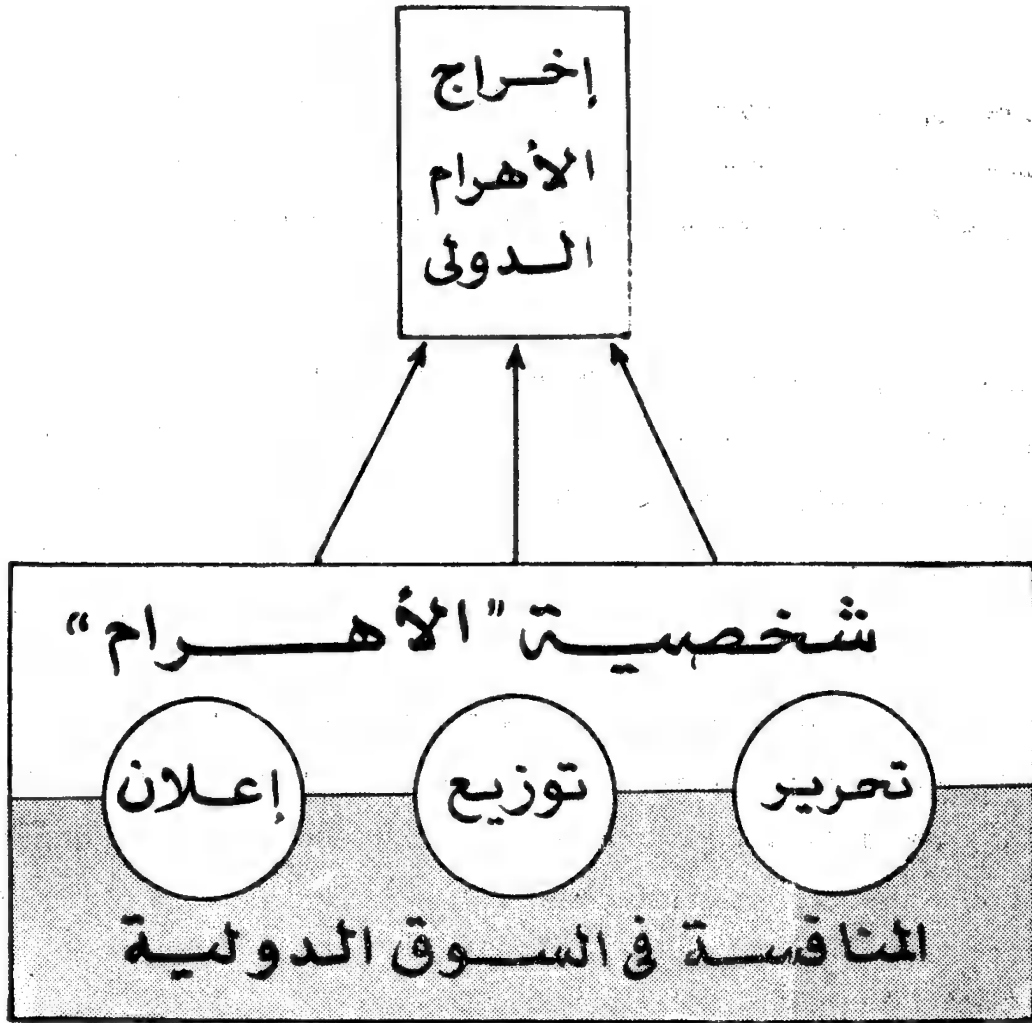 إخراج
الأهرام
الدولى
شخصية "الأهرام"
تحرير توزيع إعلان
المنافسة فى السوق الدولية